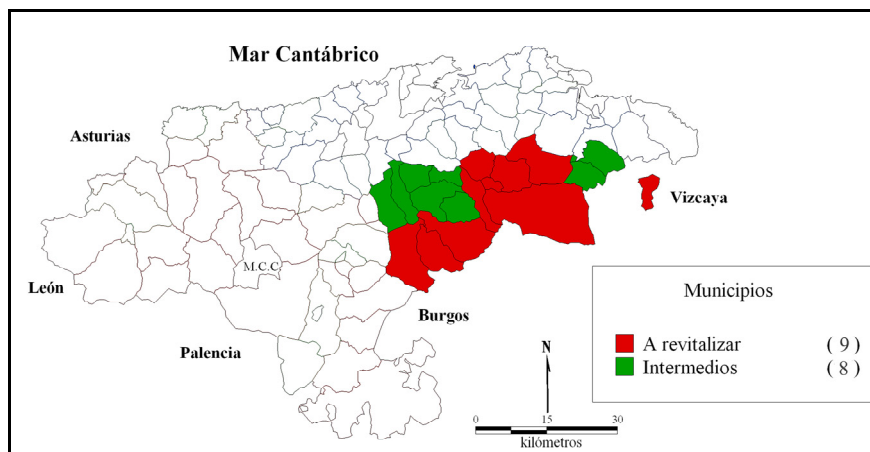 Mar Cantábrico
Asturias
Vizcaya
M.C.C.
León
Burgos
Palencia
Municipios
A revitalizar ( 9 )
Intermedios ( 8 )
N
0 15 30
kilómetros